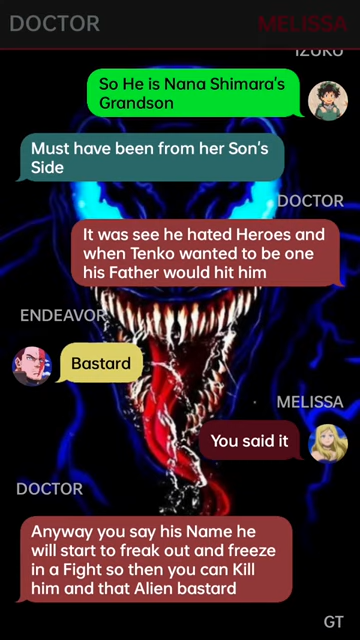 DOCTOR MELISSA
IZUKU
So He is Nana Shimara's
Grandson
Must have been from her Son's
Side
DOCTOR
It was see he hated Heroes and
when Tenko wanted to be one
his Father would hit him
ENDEAVOR
Bastard
MELISSA
You said it
DOCTOR
Anyway you say his Name he
will start to freak out and freeze
in a Fight so then you can Kill
him and that Alien bastard
GT